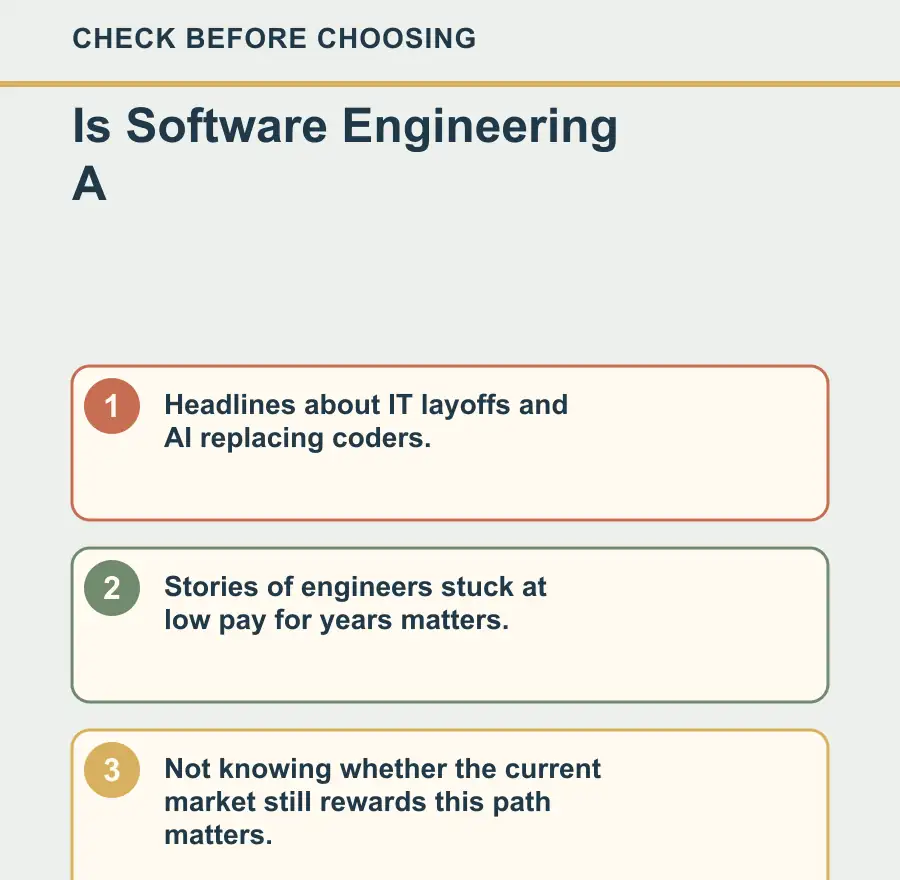 CHECK BEFORE CHOOSING
Is Software Engineering
A
1
Headlines about IT layoffs and
AI replacing coders.
2
Stories of engineers stuck at
low pay for years matters.
3
Not knowing whether the current
market still rewards this path
matters.